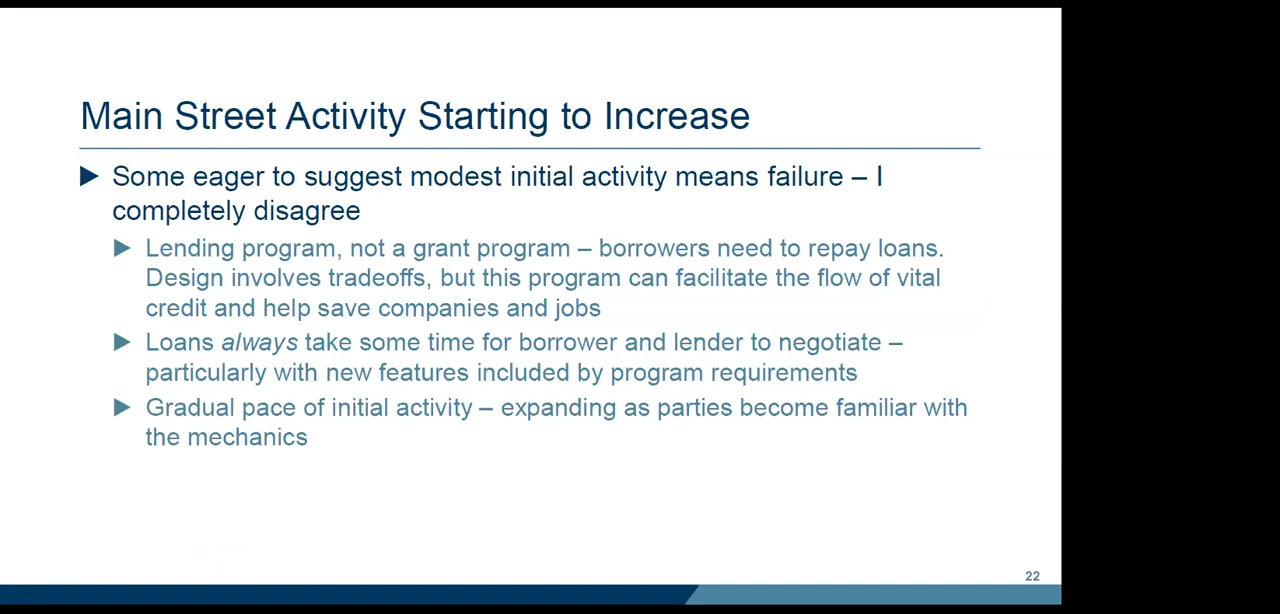 Main Street Activity Starting to Increase
Some eager to suggest modest initial activity means failure – I
completely disagree
Lending program, not a grant program – borrowers need to repay loans.
Design involves tradeoffs, but this program can facilitate the flow of vital
credit and help save companies and jobs
Loans always take some time for borrower and lender to negotiate –
particularly with new features included by program requirements
Gradual pace of initial activity – expanding as parties become familiar with
the mechanics
22